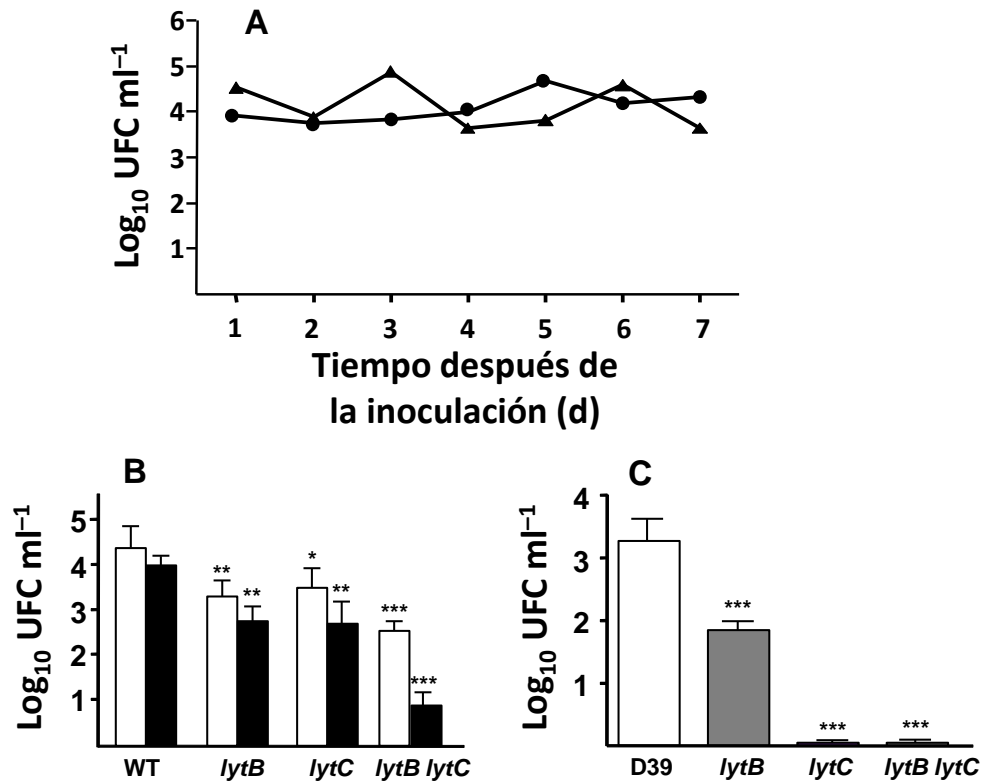 A
Log₁₀ UFC ml⁻¹
6
5
4
3
2
1
1 2 3 4 5 6 7
Tiempo después de
la inoculación (d)
B
Log₁₀ UFC ml⁻¹
5
4
3
2
1
** ** * ** *** ***
WT lytB lytC lytB lytC
C
Log₁₀ UFC ml⁻¹
4
3
2
1
*** *** ***
D39 lytB lytC lytB lytC